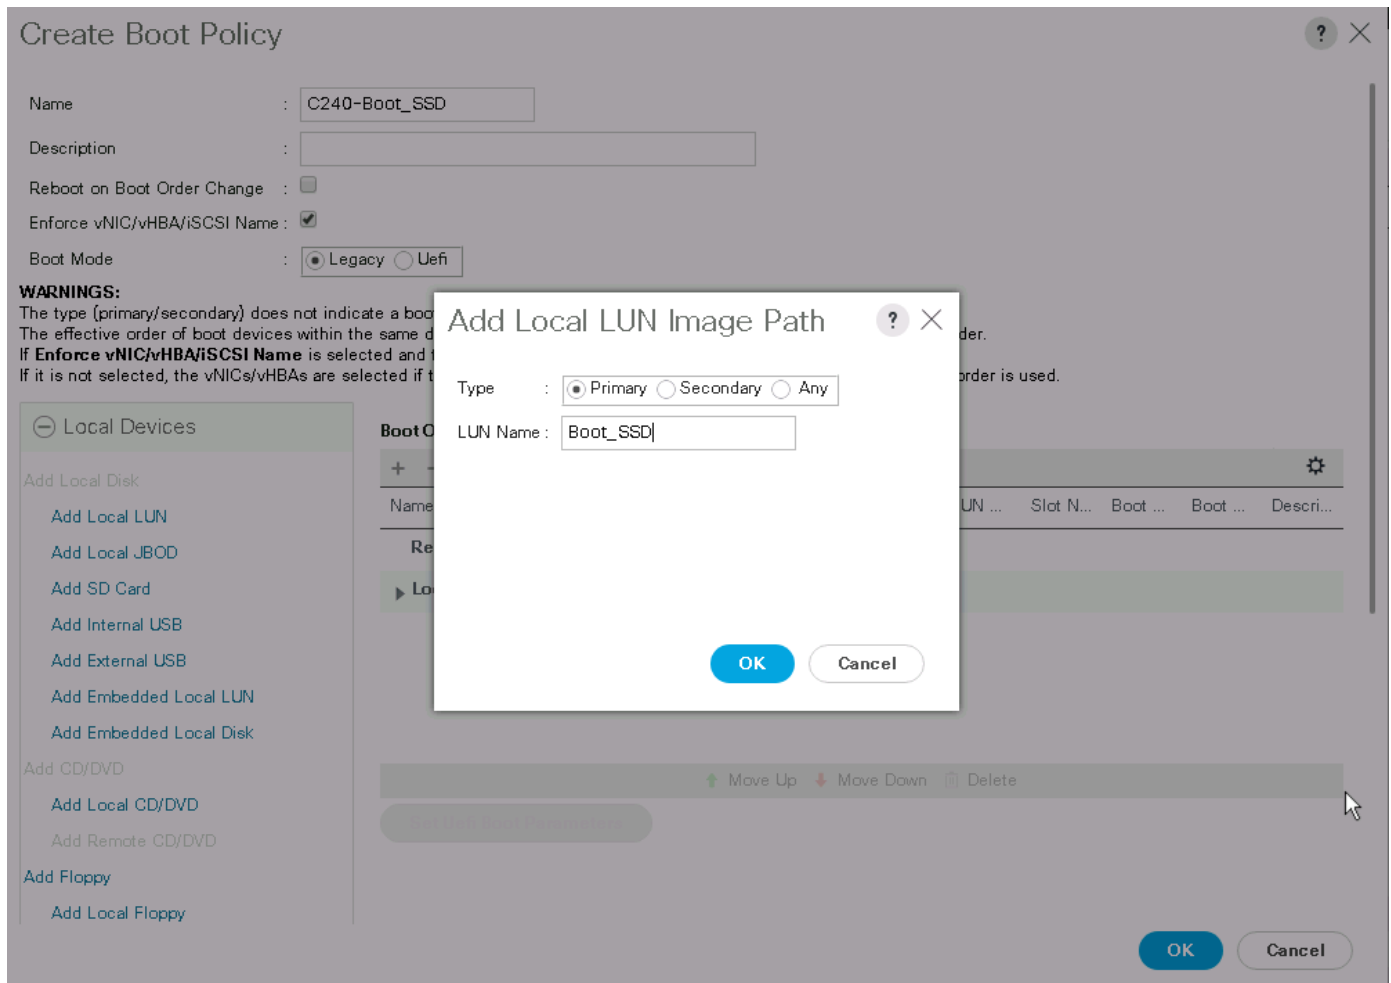 Create Boot Policy ? 
Name : C240-Boot_SSD
Description :
Reboot on Boot Order Change :
Enforce vNIC/vHBA/iSCSI Name :
Boot Mode : Legacy Uefi
WARNINGS:
The type (primary/secondary) does not indicate a boo
The effective order of boot devices within the same d der.
If Enforce vNIC/vHBA/iSCSI Name is selected and
If it is not selected, the vNICs/vHBAs are selected if order is used.
Add Local LUN Image Path ?
Type : Primary Secondary Any
LUN Name : Boot_SSD
OK Cancel
Local Devices
Add Local Disk
Add Local LUN
Add Local JBOD
Add SD Card
Add Internal USB
Add External USB
Add Embedded Local LUN
Add Embedded Local Disk
Add CD/DVD
Add Local CD/DVD
Add Remote CD/DVD
Add Floppy
Add Local Floppy
Boot O
+ -
Name UN ... Slot N... Boot ... Boot ... Descri...
Re
Lo
Move Up Move Down Delete
OK Cancel